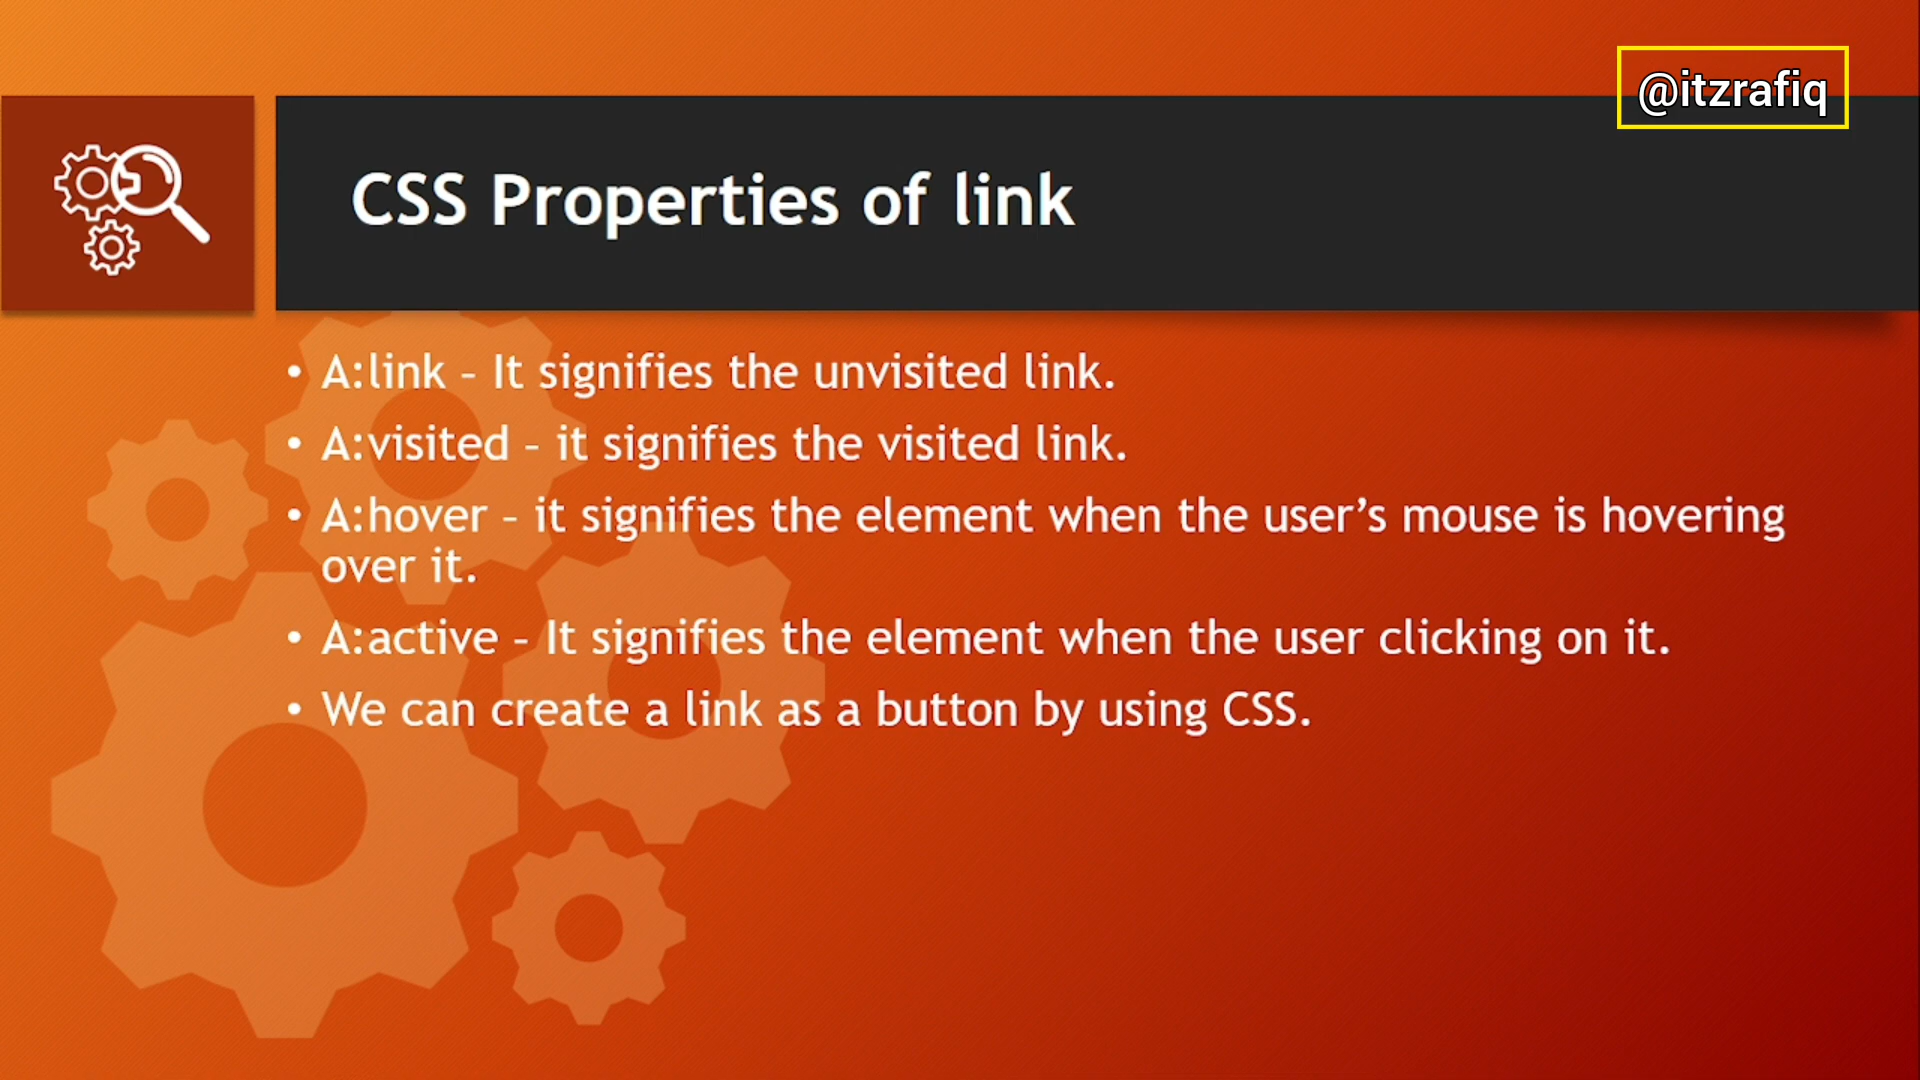 @itzrafiq
CSS Properties of link
• A:link – It signifies the unvisited link.
• A:visited – it signifies the visited link.
• A:hover – it signifies the element when the user’s mouse is hovering
over it.
• A:active – It signifies the element when the user clicking on it.
• We can create a link as a button by using CSS.